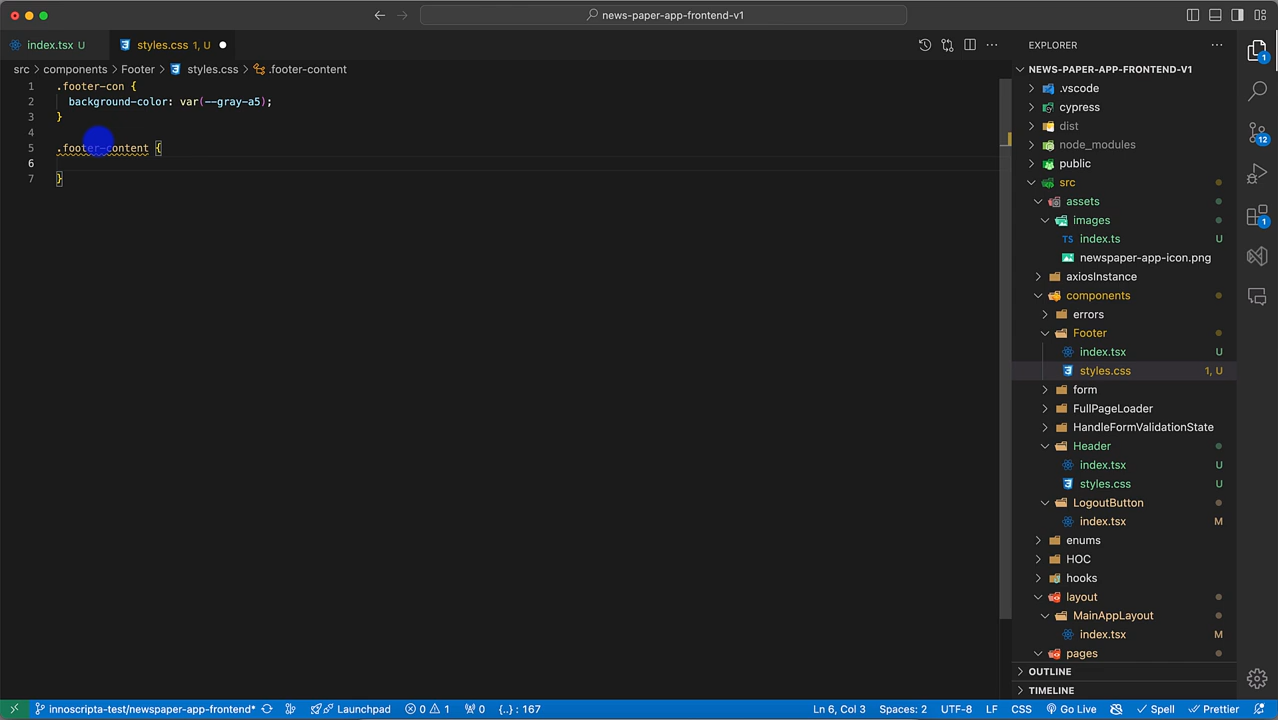 news-paper-app-frontend-v1
index.tsx U
styles.css 1, U
src > components > Footer > styles.css > .footer-content
1 .footer-con {
2 background-color: var(--gray-a5);
3 }
4
5 .footer-content {
6
7 }
EXPLORER
NEWS-PAPER-APP-FRONTEND-V1
.vscode
cypress
dist
node_modules
public
src
assets
images
TS index.ts U
newspaper-app-icon.png
axiosInstance
components
errors
Footer
index.tsx U
styles.css 1, U
form
FullPageLoader
HandleFormValidationState
Header
index.tsx U
styles.css U
LogoutButton
index.tsx M
enums
HOC
hooks
layout
MainAppLayout
index.tsx M
pages
OUTLINE
TIMELINE
1
12
1
innoscripta-test/newspaper-app-frontend* Launchpad 0 1 0 {..} : 167 Ln 6, Col 3 Spaces: 2 UTF-8 LF CSS Go Live Spell Prettier